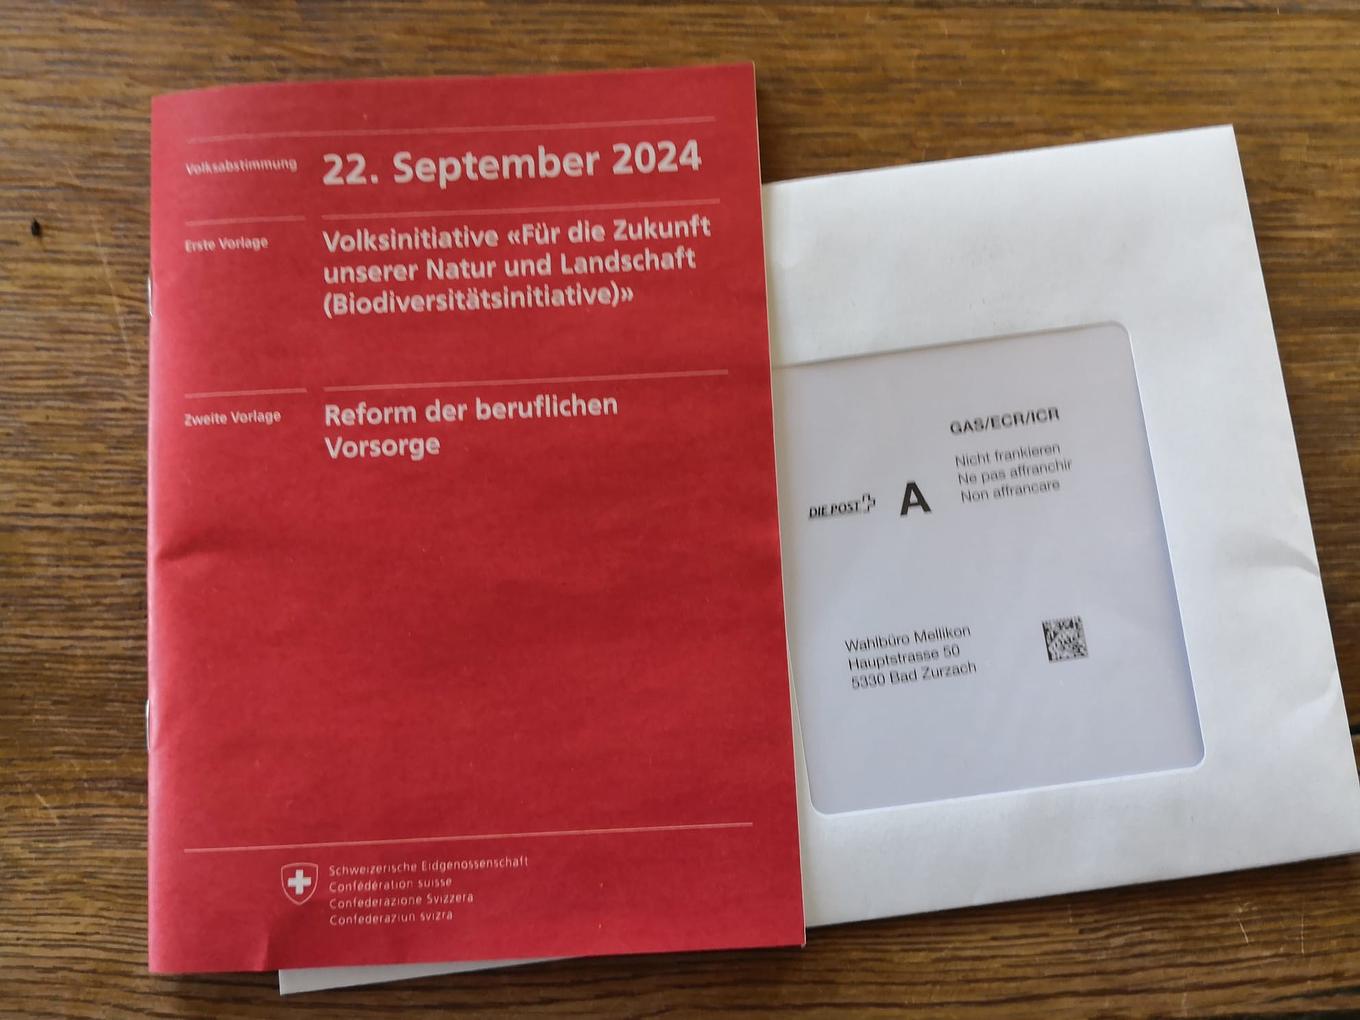 Volksabstimmung
22. September 2024
Erste Vorlage
Volksinitiative «Für die Zukunft
unserer Natur und Landschaft
(Biodiversitätsinitiative)»
Zweite Vorlage
Reform der beruflichen
Vorsorge
Schweizerische Eidgenossenschaft
Confédération suisse
Confederazione Svizzera
Confederaziun svizra
GAS/ECR/ICR
Nicht frankieren
Ne pas affranchir
Non affrancare
DIE POST
A
Wahlbüro Mellikon
Hauptstrasse 50
5330 Bad Zurzach